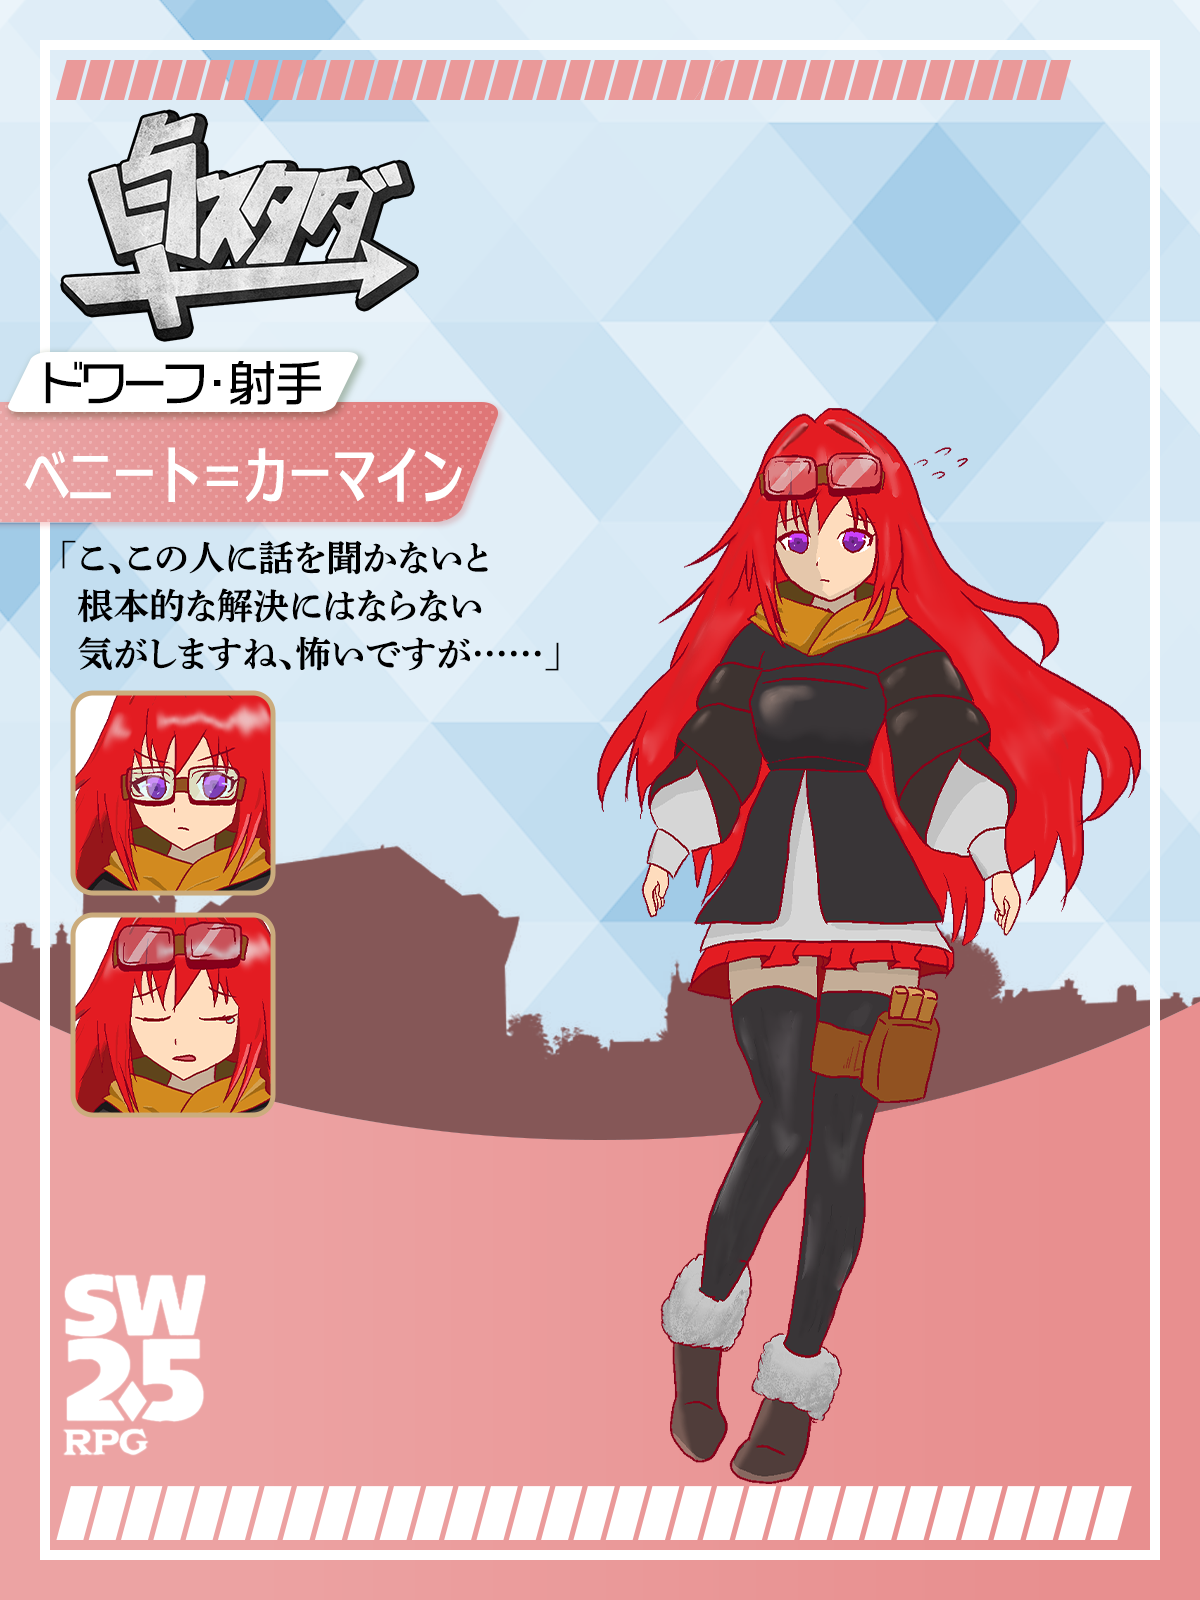 卓ラスタダ
ドワーフ・射手
ベニート＝カーマイン
「こ、この人に話を聞かないと
根本的な解決にはならない
気がしますね、怖いですが……」
SW
2.5
RPG